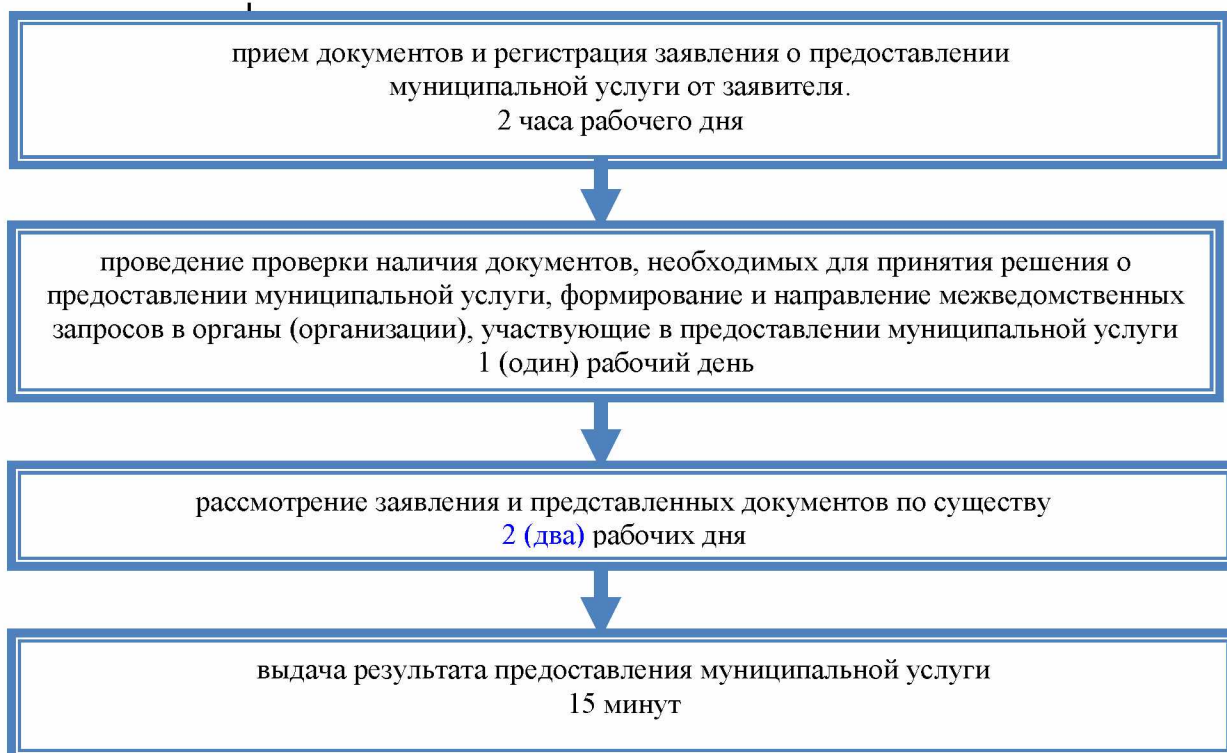 прием документов и регистрация заявления о предоставлении
муниципальной услуги от заявителя.
2 часа рабочего дня
проведение проверки наличия документов, необходимых для принятия решения о
предоставлении муниципальной услуги, формирование и направление межведомственных
запросов в органы (организации), участвующие в предоставлении муниципальной услуги
1 (один) рабочий день
рассмотрение заявления и представленных документов по существу
2 (два) рабочих дня
выдача результата предоставления муниципальной услуги
15 минут